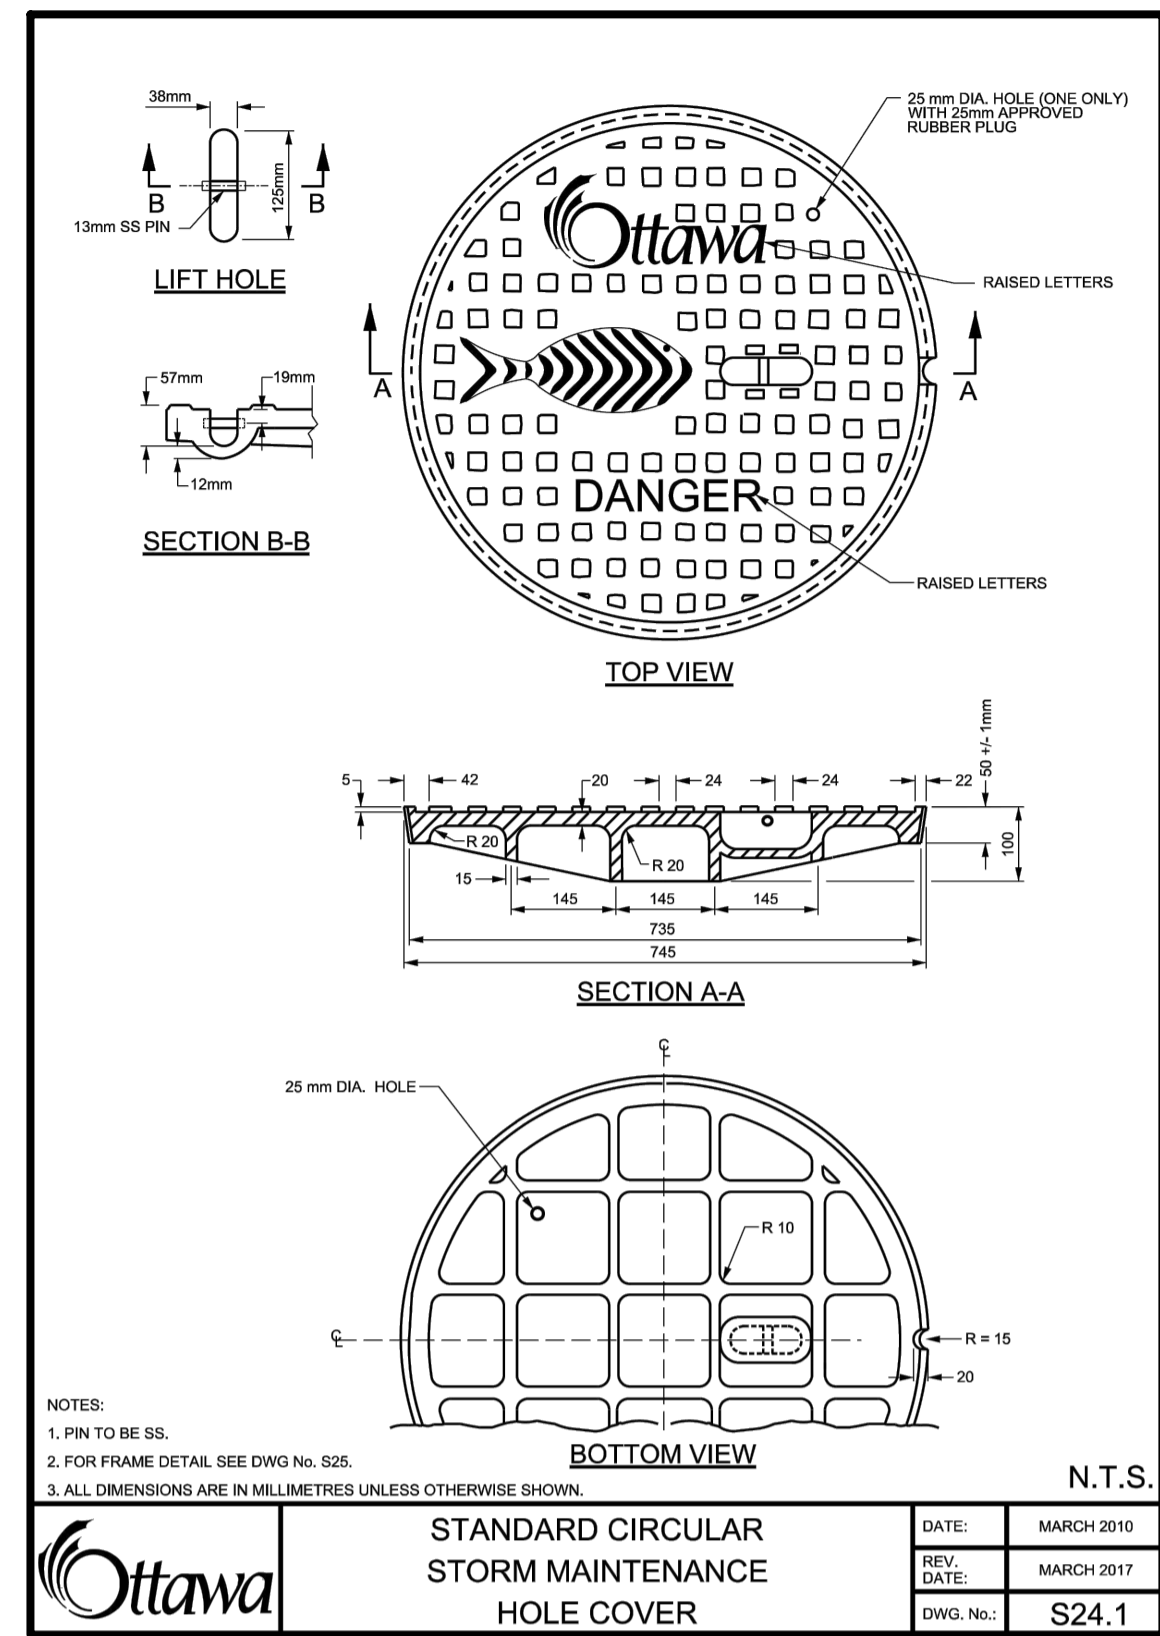 38mm
B
B
125mm
13mm SS PIN
LIFT HOLE
57mm
19mm
12mm
SECTION B-B
25 mm DIA. HOLE (ONE ONLY)
WITH 25mm APPROVED
RUBBER PLUG
Ottawa
RAISED LETTERS
A
A
DANGER
RAISED LETTERS
TOP VIEW
5
42
20
24
24
22
50 +/- 1mm
100
R 20
R 20
15
145
145
145
735
745
SECTION A-A
℄
25 mm DIA. HOLE
R 10
℄
R = 15
20
BOTTOM VIEW
NOTES:
1. PIN TO BE SS.
2. FOR FRAME DETAIL SEE DWG No. S25.
3. ALL DIMENSIONS ARE IN MILLIMETRES UNLESS OTHERWISE SHOWN.
N.T.S.
Ottawa
STANDARD CIRCULAR
STORM MAINTENANCE
HOLE COVER
DATE: MARCH 2010
REV.
DATE: MARCH 2017
DWG. No.: S24.1